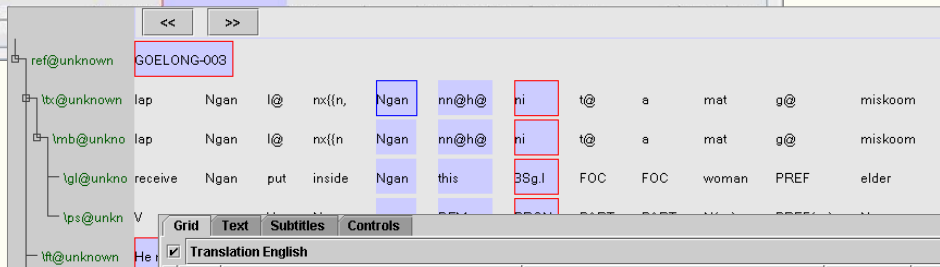 << >>
ref@unknown GOELONG-003
\tx@unknown lap Ngan l@ nx{{n, Ngan nn@h@ ni t@ a mat g@ miskoom
\mb@unkno lap Ngan l@ nx{{n Ngan nn@h@ ni t@ a mat g@ miskoom
\gl@unkno receive Ngan put inside Ngan this 3Sg.I FOC FOC woman PREF elder
\ps@unkn V
Grid Text Subtitles Controls
\ft@unknown He
Translation English